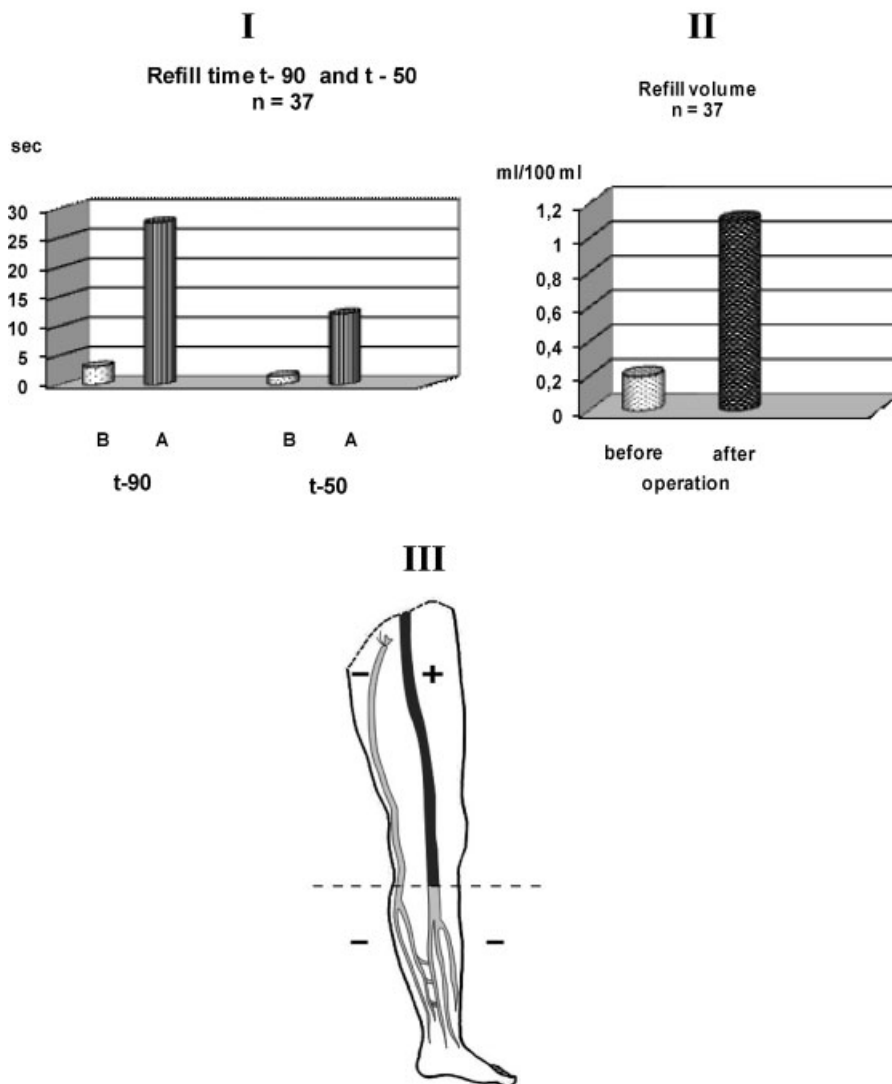 I
Refill time t- 90 and t - 50
n = 37
sec
30
25
20
15
10
5
0
B A B A
t-90 t-50
II
Refill volume
n = 37
ml/100 ml
1,2
1
0,8
0,6
0,4
0,2
0
before after
operation
III
− +
− −